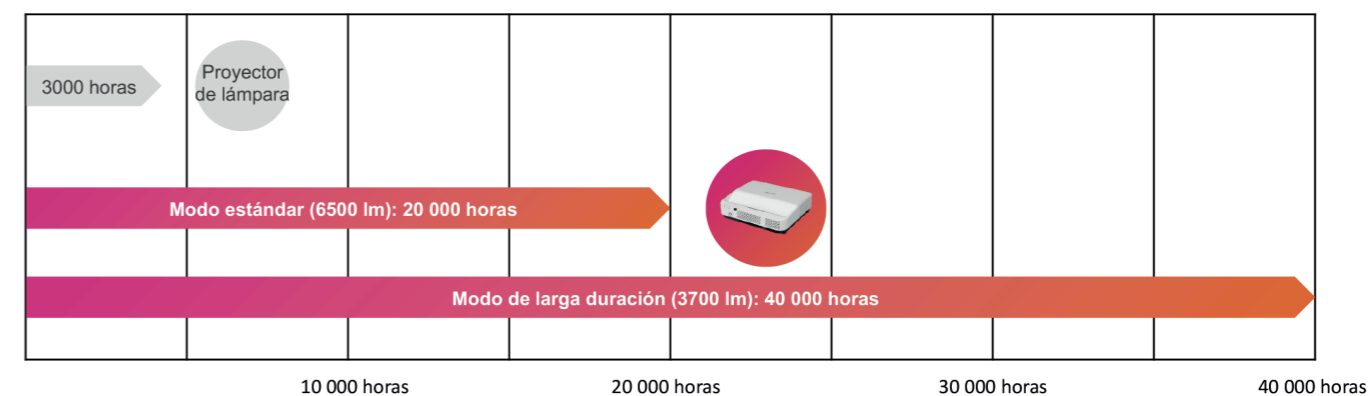 3000 horas
Proyector
de lámpara
Modo estándar (6500 lm): 20 000 horas
Modo de larga duración (3700 lm): 40 000 horas
10 000 horas
20 000 horas
30 000 horas
40 000 horas